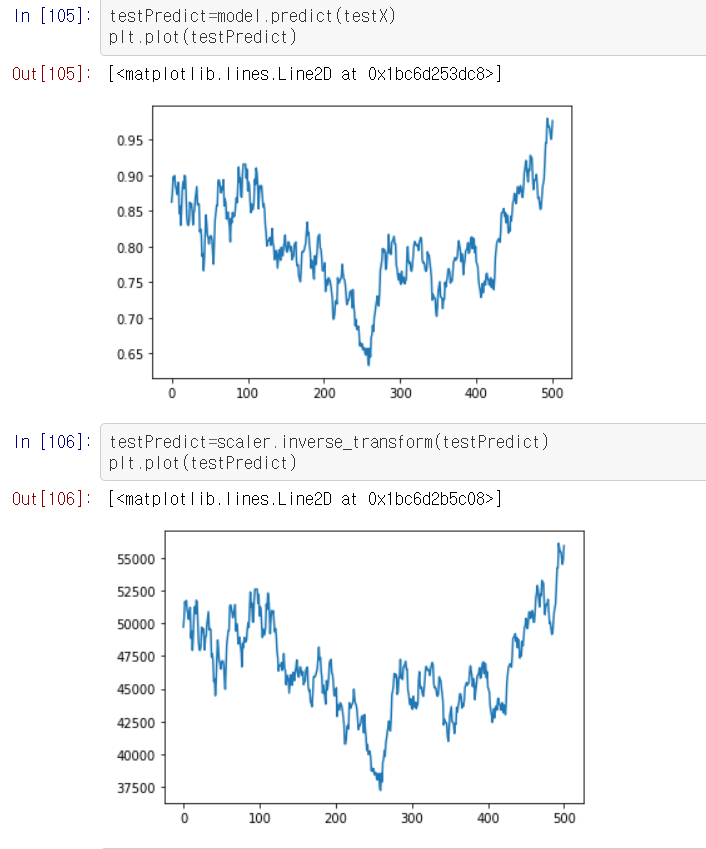 In [105]:
testPredict=model.predict(testX)
plt.plot(testPredict)
Out[105]: [<matplotlib.lines.Line2D at 0x1bc6d253dc8>]
0.95
0.90
0.85
0.80
0.75
0.70
0.65
0 100 200 300 400 500
In [106]:
testPredict=scaler.inverse_transform(testPredict)
plt.plot(testPredict)
Out[106]: [<matplotlib.lines.Line2D at 0x1bc6d2b5c08>]
55000
52500
50000
47500
45000
42500
40000
37500
0 100 200 300 400 500